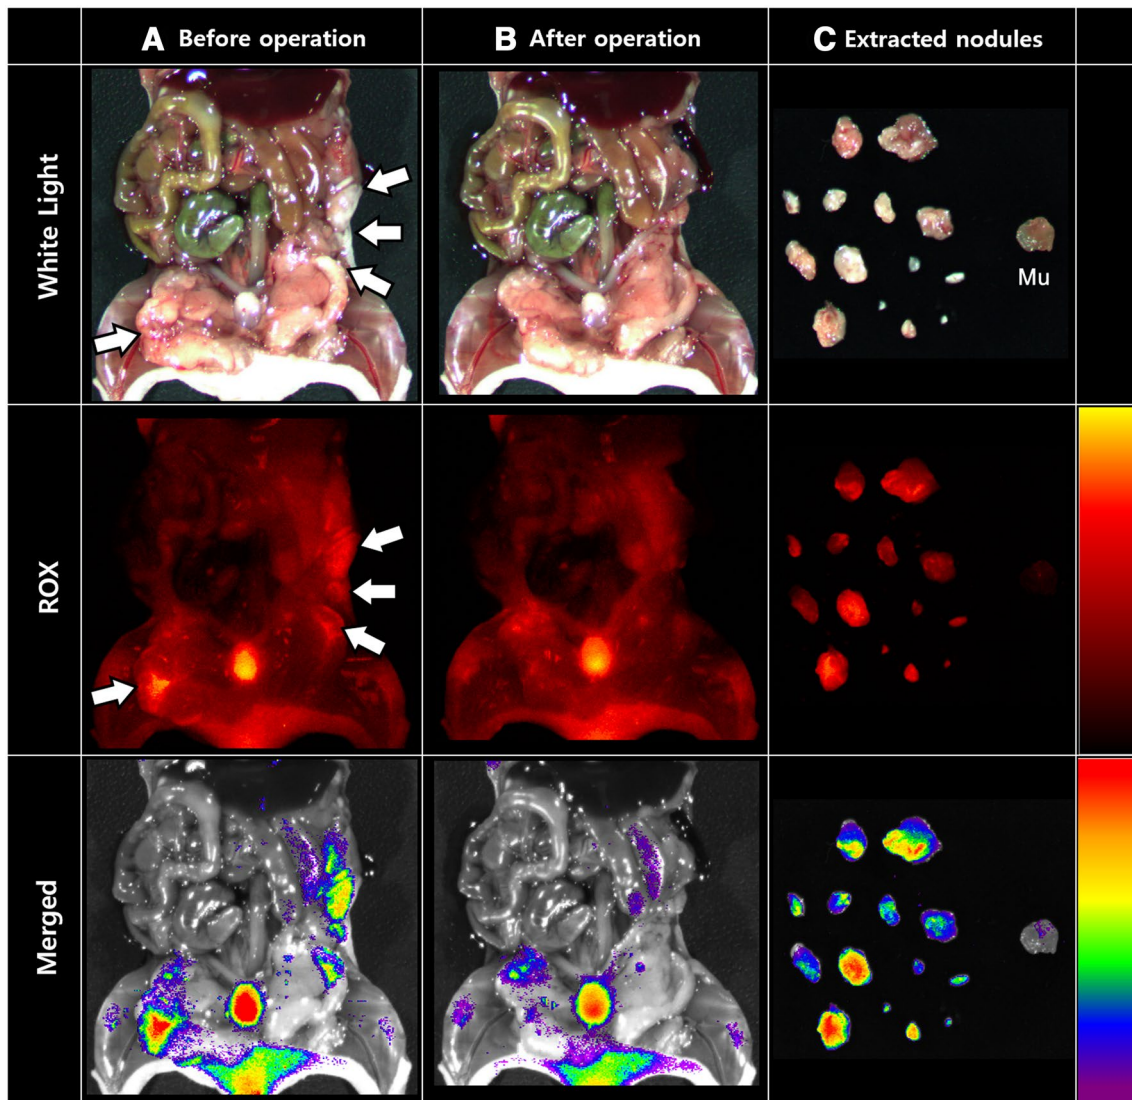 A Before operation
B After operation
C Extracted nodules
White Light
Mu
ROX
Merged